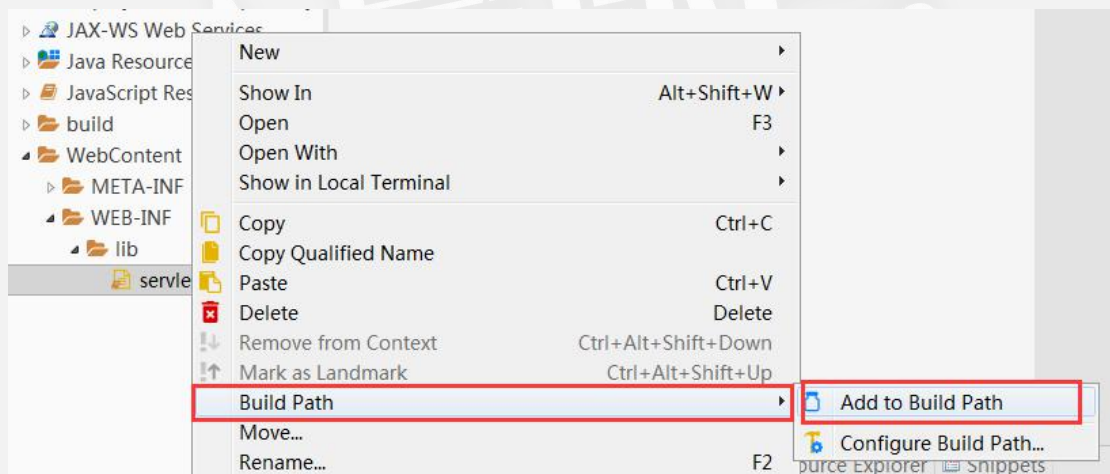 JAX-WS Web Services
Java Resource
JavaScript Res
build
WebContent
META-INF
WEB-INF
lib
servle
New
Show In Alt+Shift+W
Open F3
Open With
Show in Local Terminal
Copy Ctrl+C
Copy Qualified Name
Paste Ctrl+V
Delete Delete
Remove from Context Ctrl+Alt+Shift+Down
Mark as Landmark Ctrl+Alt+Shift+Up
Build Path
Move...
Rename... F2
Add to Build Path
Configure Build Path...
ource Explorer Snippets